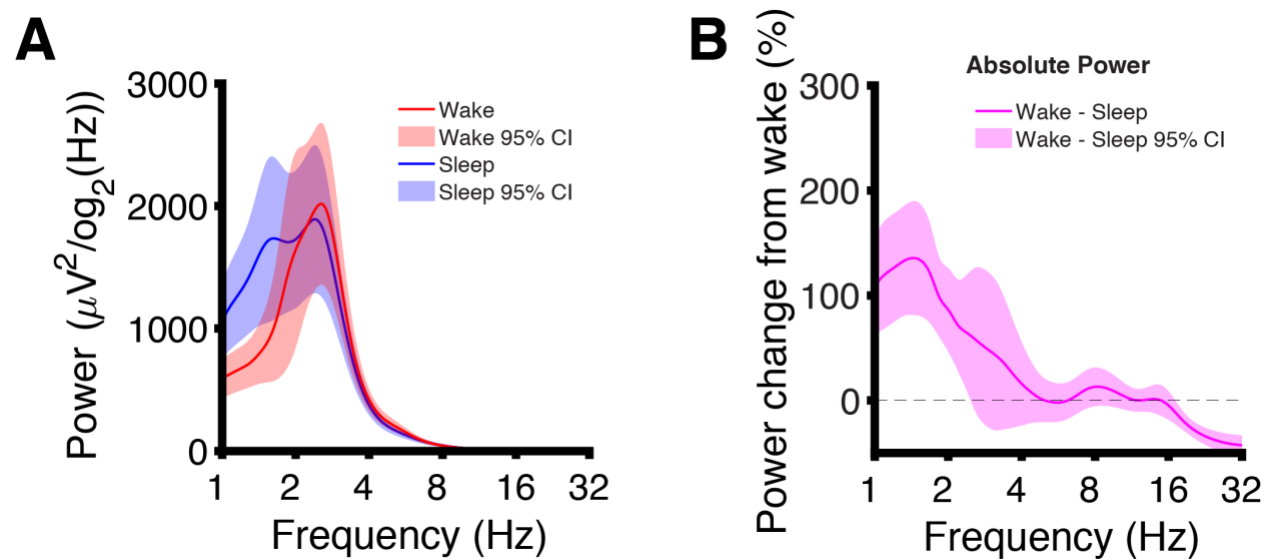 A
Power (μV²/og₂(Hz))
3000
2000
1000
0
Wake
Wake 95% CI
Sleep
Sleep 95% CI
1 2 4 8 16 32
Frequency (Hz)
B
Power change from wake (%)
Absolute Power
300
200
100
0
Wake - Sleep
Wake - Sleep 95% CI
1 2 4 8 16 32
Frequency (Hz)